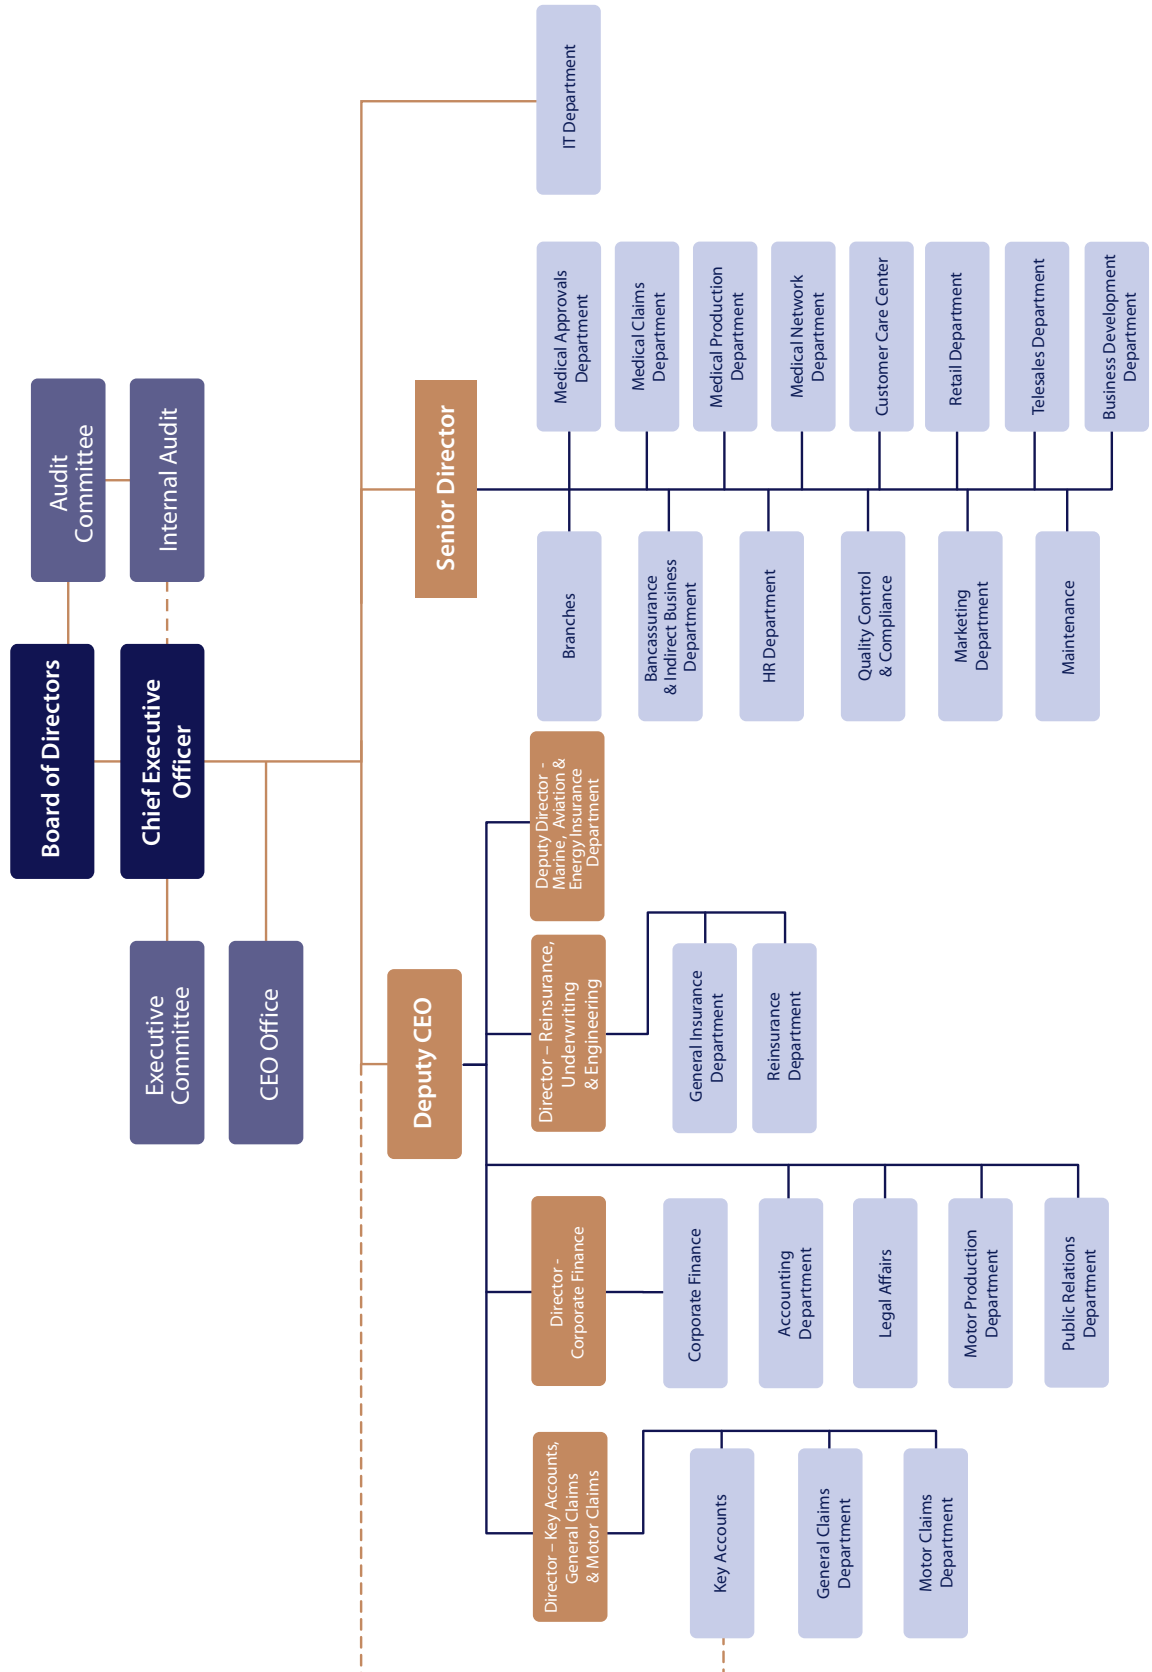 Board of Directors
Audit
Committee
Chief Executive
Officer
Internal Audit
Executive
Committee
CEO Office
Deputy CEO
Senior Director
IT Department
Director – Key Accounts,
General Claims
& Motor Claims
Key Accounts
General Claims
Department
Motor Claims
Department
Director -
Corporate Finance
Corporate Finance
Accounting
Department
Legal Affairs
Motor Production
Department
Public Relations
Department
Director – Reinsurance,
Underwriting
& Engineering
General Insurance
Department
Reinsurance
Department
Deputy Director -
Marine, Aviation &
Energy Insurance
Department
Branches
Bancassurance
& Indirect Business
Department
HR Department
Quality Control
& Compliance
Marketing
Department
Maintenance
Medical Approvals
Department
Medical Claims
Department
Medical Production
Department
Medical Network
Department
Customer Care Center
Retail Department
Telesales Department
Business Development
Department